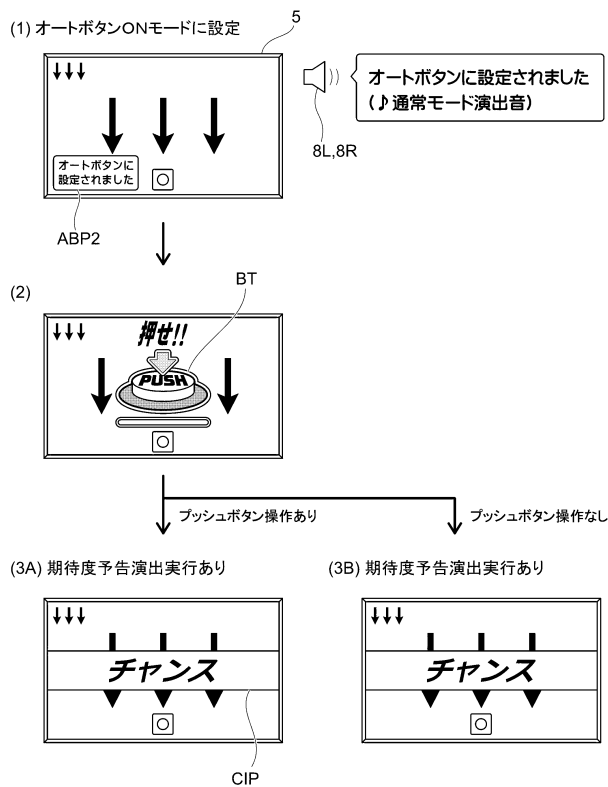 (1) オートボタンONモードに設定
5
オートボタンに設定されました
(♪通常モード演出音)
8L,8R
オートボタンに
設定されました
ABP2
(2)
BT
押せ!!
PUSH
プッシュボタン操作あり
プッシュボタン操作なし
(3A) 期待度予告演出実行あり
(3B) 期待度予告演出実行あり
チャンス
チャンス
CIP